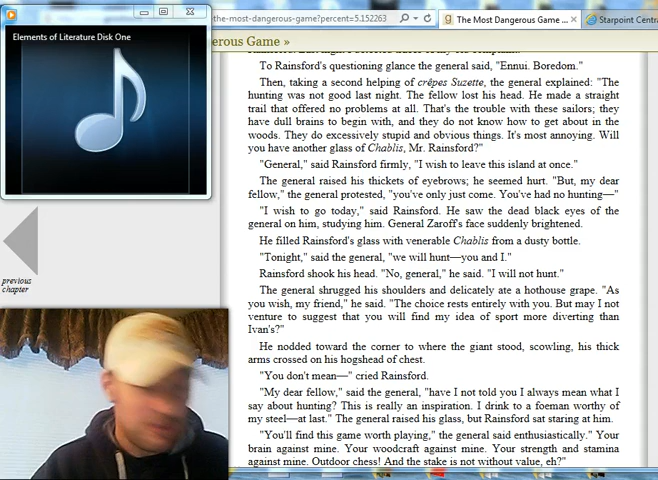 the-most-dangerous-game?percent=5.152263
The Most Dangerous Game ...
Starpoint Central
Elements of Literature Disk One
erous Game »
To Rainsford's questioning glance the general said, "Ennui. Boredom."
Then, taking a second helping of crêpes Suzette, the general explained: "The
hunting was not good last night. The fellow lost his head. He made a straight
trail that offered no problems at all. That's the trouble with these sailors; they
have dull brains to begin with, and they do not know how to get about in the
woods. They do excessively stupid and obvious things. It's most annoying. Will
you have another glass of Chablis, Mr. Rainsford?"
"General," said Rainsford firmly, "I wish to leave this island at once."
The general raised his thickets of eyebrows; he seemed hurt. "But, my dear
fellow," the general protested, "you've only just come. You've had no hunting—"
"I wish to go today," said Rainsford. He saw the dead black eyes of the
general on him, studying him. General Zaroff's face suddenly brightened.
He filled Rainsford's glass with venerable Chablis from a dusty bottle.
"Tonight," said the general, "we will hunt—you and I."
Rainsford shook his head. "No, general," he said. "I will not hunt."
The general shrugged his shoulders and delicately ate a hothouse grape. "As
you wish, my friend," he said. "The choice rests entirely with you. But may I not
venture to suggest that you will find my idea of sport more diverting than
Ivan's?"
He nodded toward the corner to where the giant stood, scowling, his thick
arms crossed on his hogshead of chest.
"You don't mean—" cried Rainsford.
"My dear fellow," said the general, "have I not told you I always mean what I
say about hunting? This is really an inspiration. I drink to a foeman worthy of
my steel—at last." The general raised his glass, but Rainsford sat staring at him.
"You'll find this game worth playing," the general said enthusiastically." Your
brain against mine. Your woodcraft against mine. Your strength and stamina
against mine. Outdoor chess! And the stake is not without value, eh?"
previous
chapter